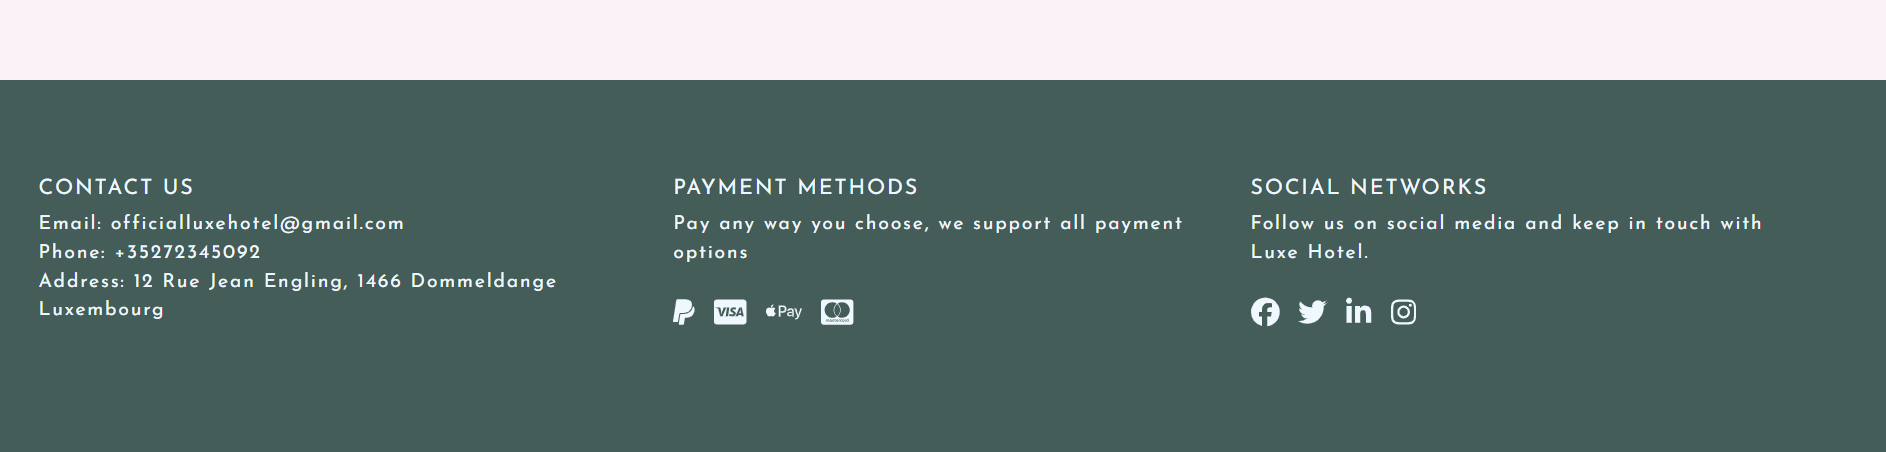 CONTACT US
Email: officialluxehotel@gmail.com
Phone: +35272345092
Address: 12 Rue Jean Engling, 1466 Dommeldange
Luxembourg
PAYMENT METHODS
Pay any way you choose, we support all payment
options
VISA
Pay
mastercard
SOCIAL NETWORKS
Follow us on social media and keep in touch with
Luxe Hotel.
in